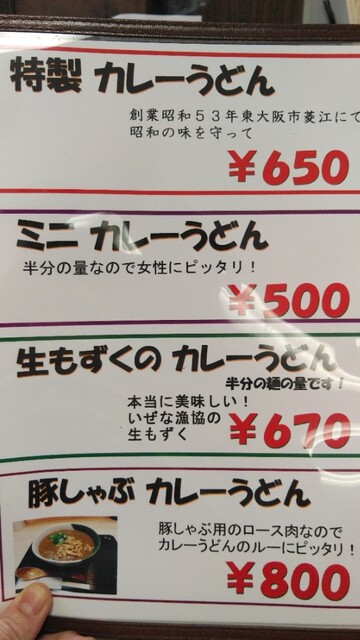 特製 カレーうどん
創業昭和５３年東大阪市菱江にて
昭和の味を守って
￥650
ミニ カレーうどん
半分の量なので女性にピッタリ！
￥500
生もずくの カレーうどん
半分の麺の量です！
本当に美味しい！
いぜな漁協の
生もずく
￥670
豚しゃぶ カレーうどん
豚しゃぶ用のロース肉なので
カレーうどんのルーにピッタリ！
￥800